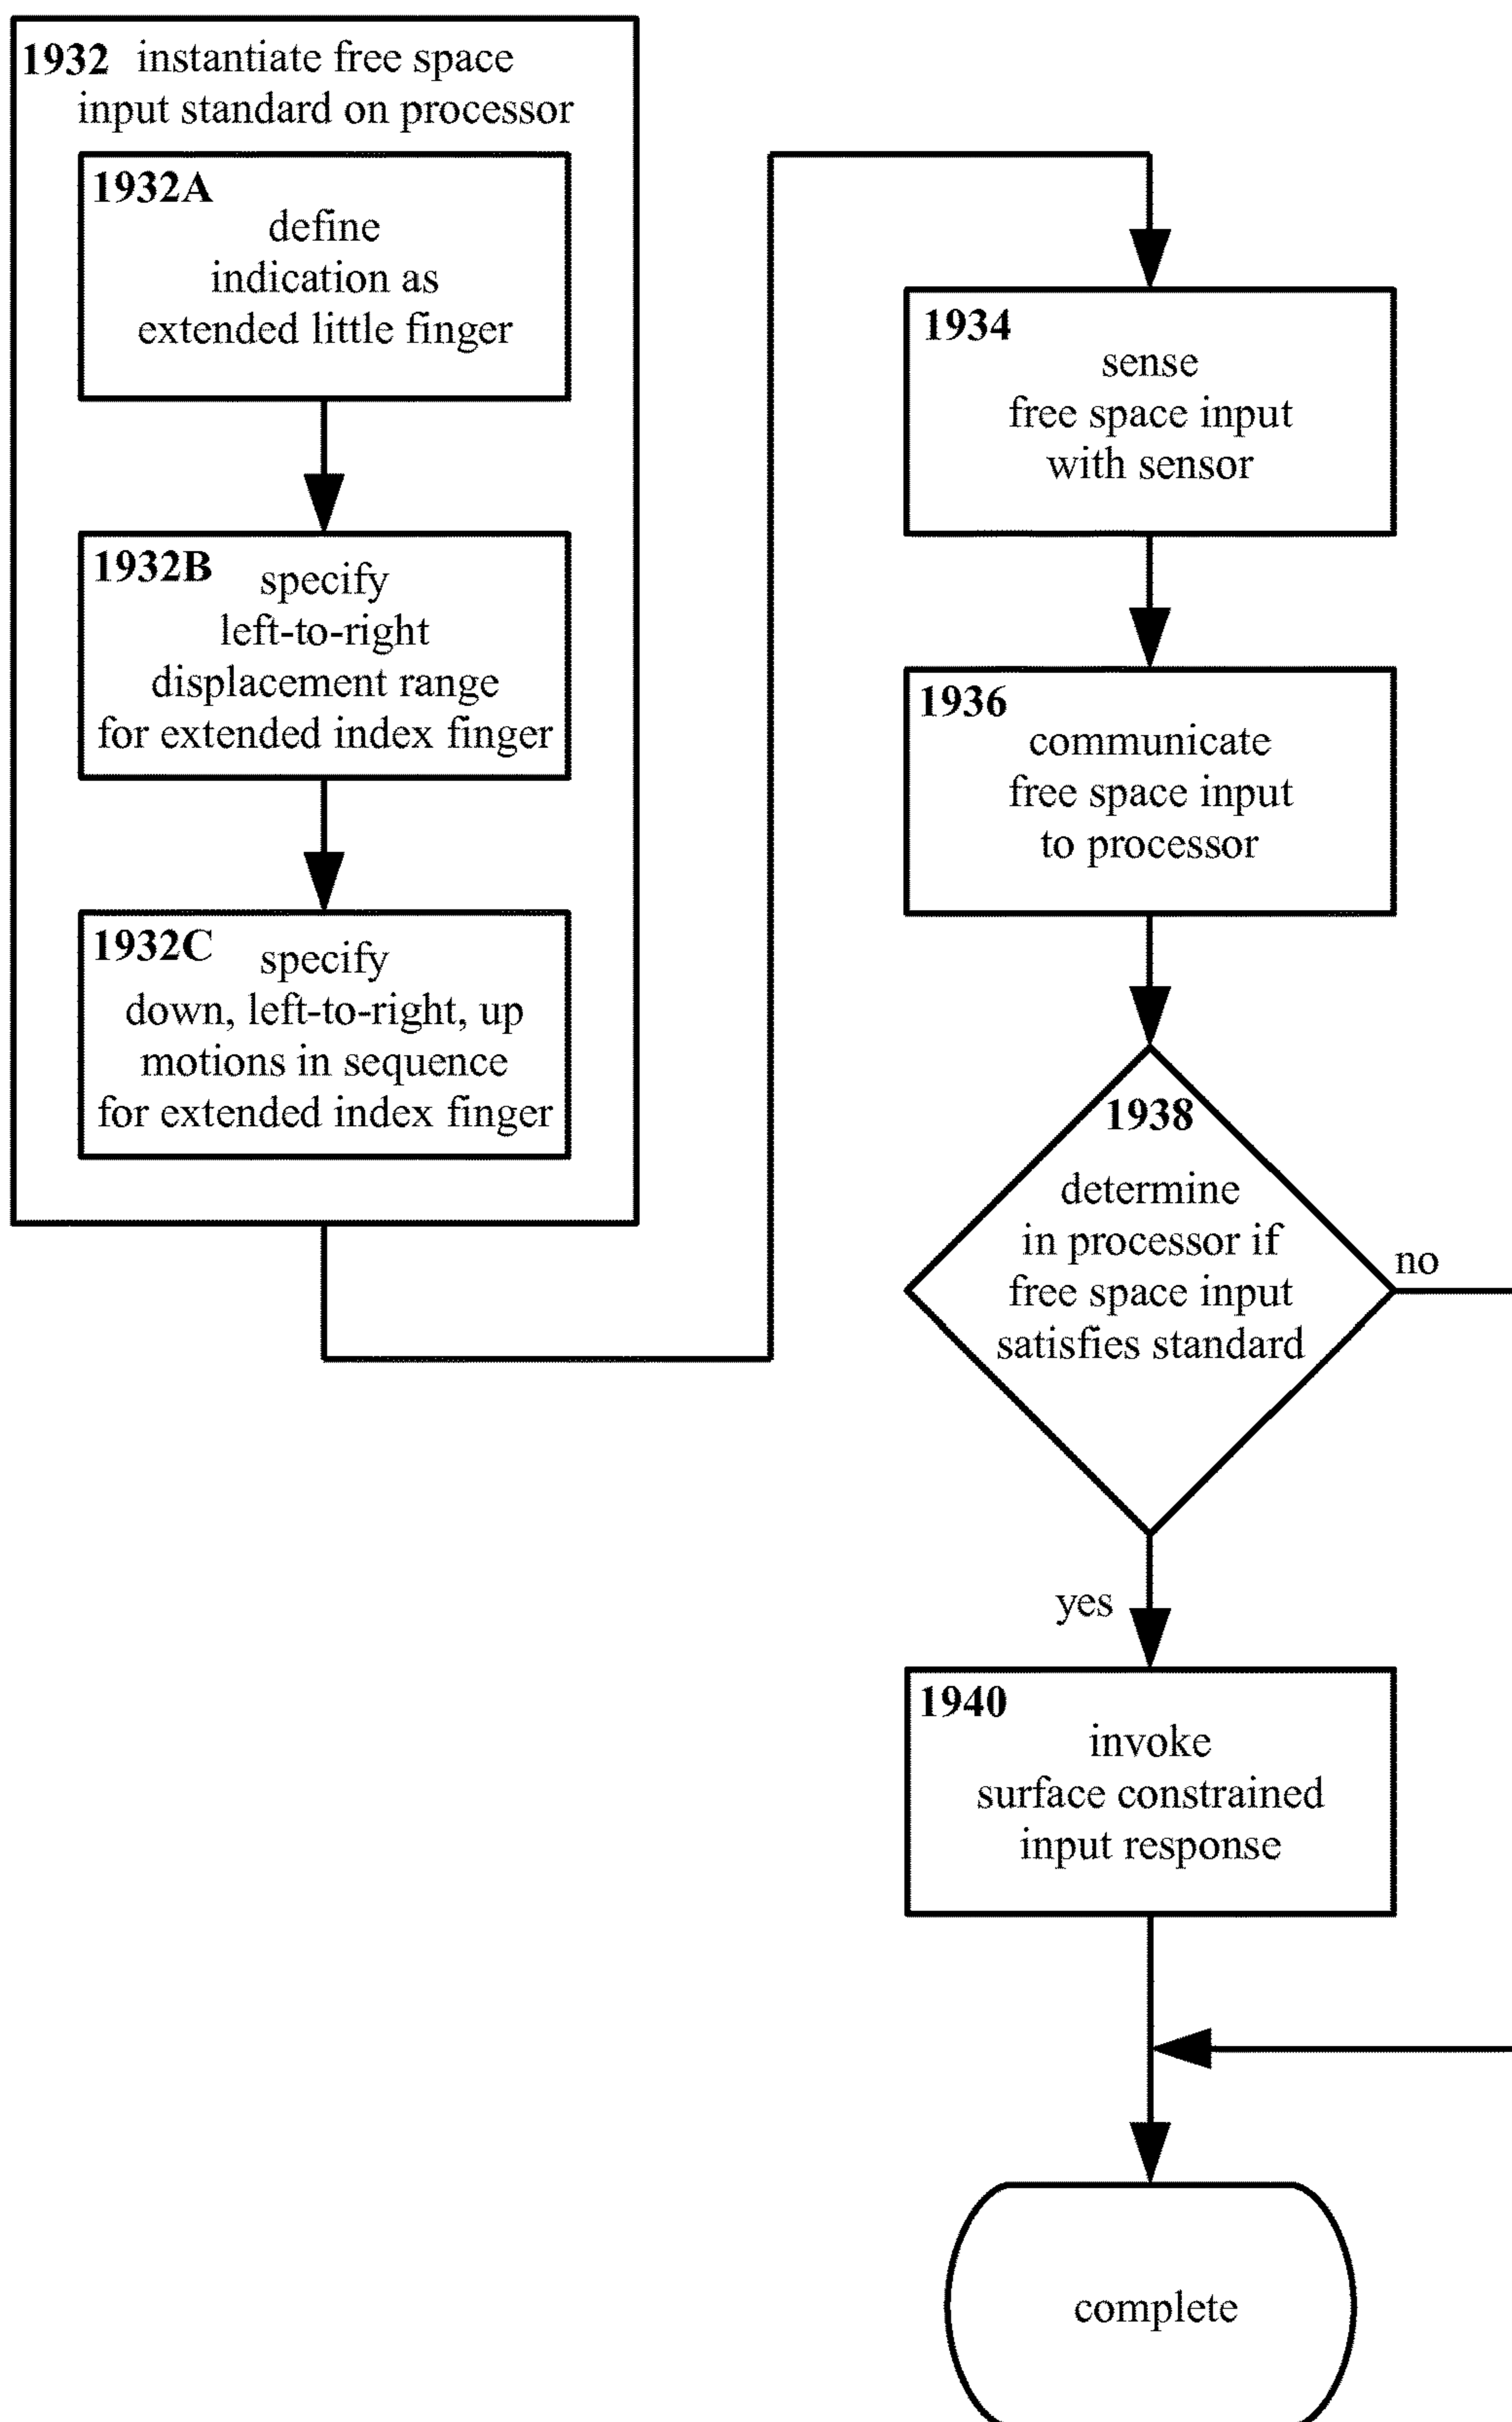 1932 instantiate free space
input standard on processor
1932A
define
indication as
extended little finger
1932B specify
left-to-right
displacement range
for extended index finger
1932C specify
down, left-to-right, up
motions in sequence
for extended index finger
1934
sense
free space input
with sensor
1936
communicate
free space input
to processor
1938
determine
in processor if
free space input
satisfies standard
no
yes
1940
invoke
surface constrained
input response
complete